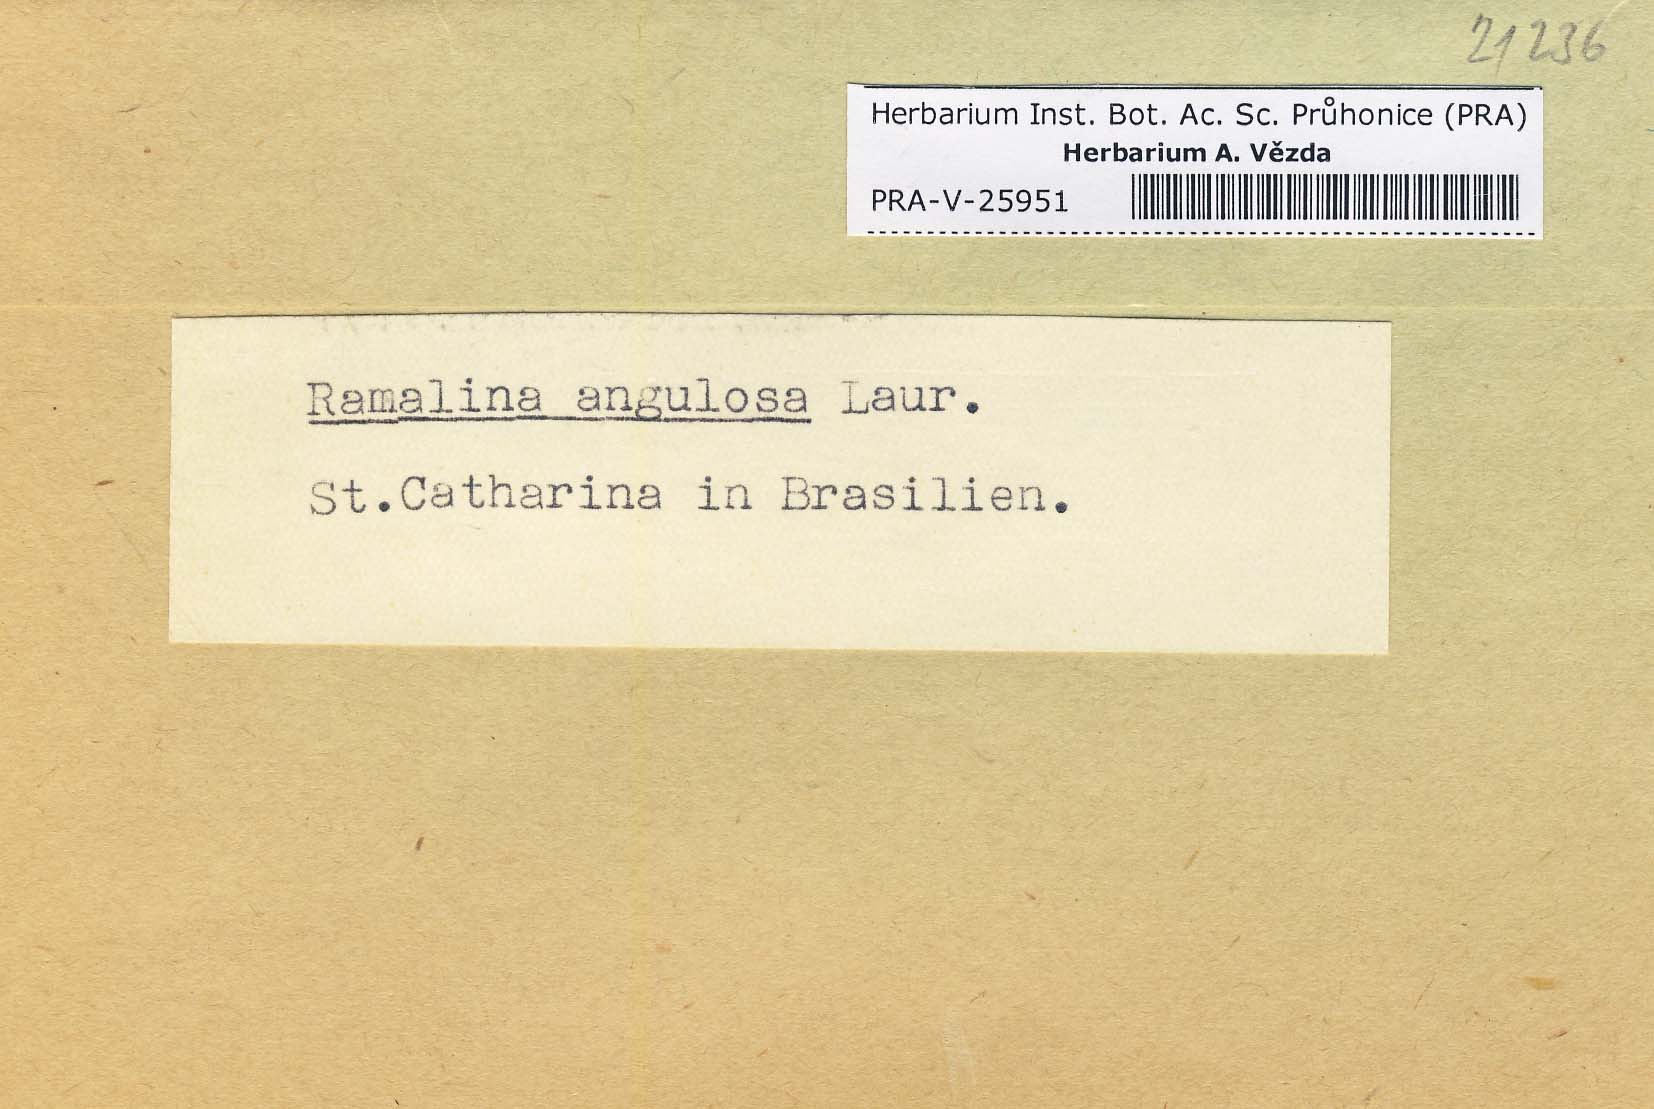 21236
Herbarium Inst. Bot. Ac. Sc. Průhonice (PRA)
Herbarium A. Vězda
PRA-V-25951
Ramalina angulosa Laur.
St.Catharina in Brasilien.